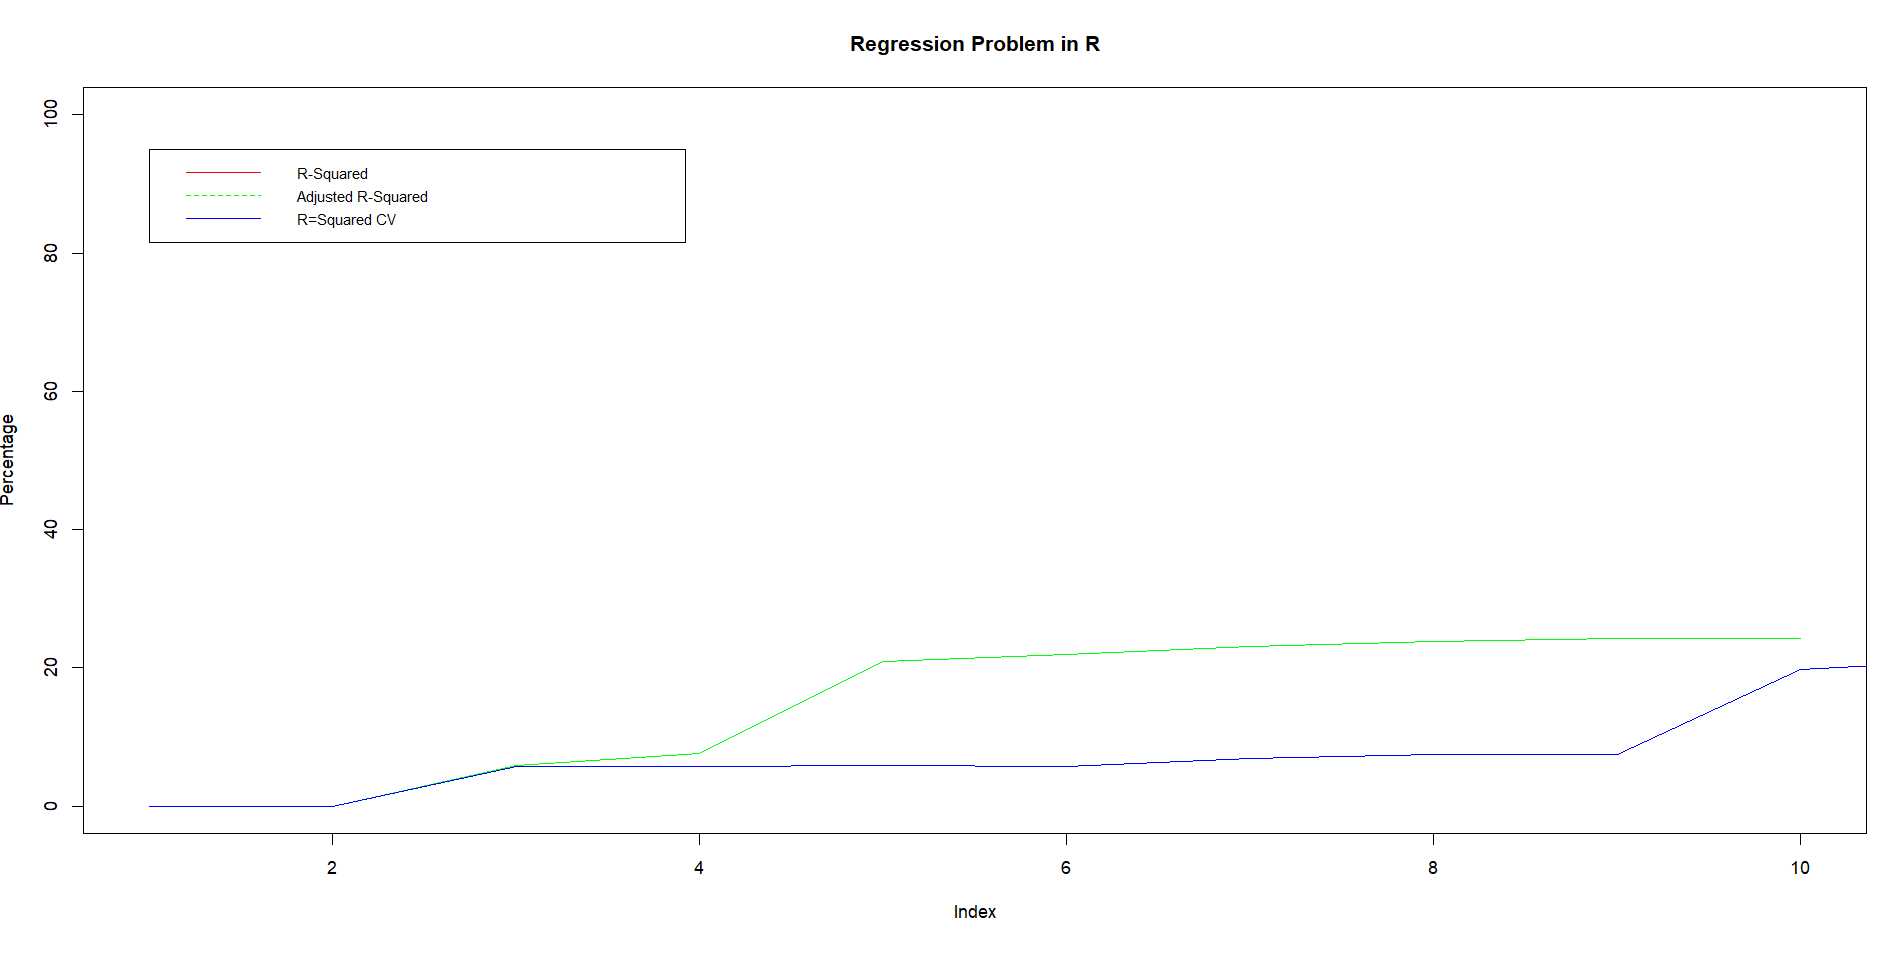 Regression Problem in R
100
80
60
40
20
0
Percentage
R-Squared
Adjusted R-Squared
R=Squared CV
2 4 6 8 10
Index